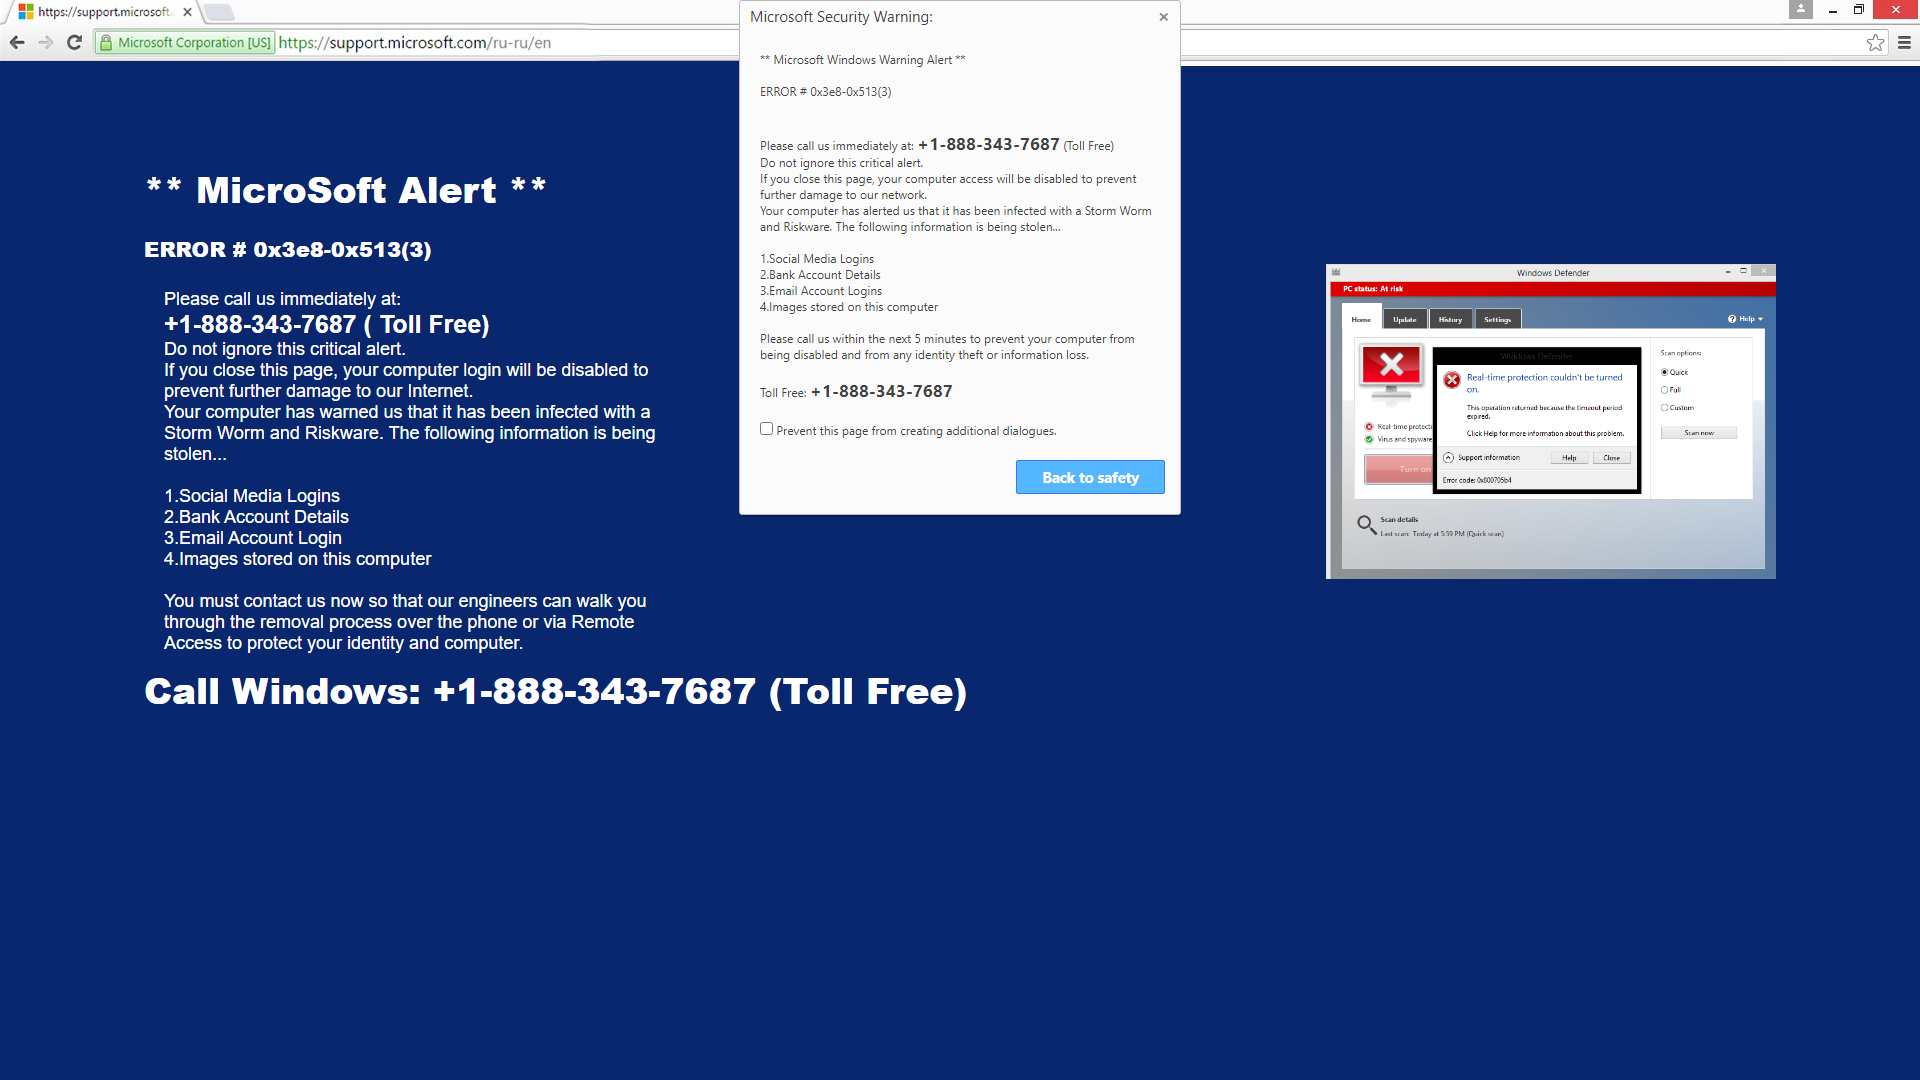 https://support.microsoft.
Microsoft Corporation [US]
https://support.microsoft.com/ru-ru/en
Microsoft Security Warning:
** Microsoft Windows Warning Alert **
ERROR # 0x3e8-0x513(3)
Please call us immediately at: +1-888-343-7687 (Toll Free)
Do not ignore this critical alert.
If you close this page, your computer access will be disabled to prevent
further damage to our network.
Your computer has alerted us that it has been infected with a Storm Worm
and Riskware. The following information is being stolen...
1.Social Media Logins
2.Bank Account Details
3.Email Account Logins
4.Images stored on this computer
Please call us within the next 5 minutes to prevent your computer from
being disabled and from any identity theft or information loss.
Toll Free: +1-888-343-7687
Prevent this page from creating additional dialogues.
Back to safety
** MicroSoft Alert **
ERROR # 0x3e8-0x513(3)
Please call us immediately at:
+1-888-343-7687 ( Toll Free)
Do not ignore this critical alert.
If you close this page, your computer login will be disabled to
prevent further damage to our Internet.
Your computer has warned us that it has been infected with a
Storm Worm and Riskware. The following information is being
stolen...
1.Social Media Logins
2.Bank Account Details
3.Email Account Login
4.Images stored on this computer
You must contact us now so that our engineers can walk you
through the removal process over the phone or via Remote
Access to protect your identity and computer.
Call Windows: +1-888-343-7687 (Toll Free)
Windows Defender
PC status: At risk
Home
Update
History
Settings
Help
Windows Defender
Real-time protection couldn't be turned
on.
This operation returned because the timeout period
expired.
Click Help for more information about this problem.
Support information
Help
Close
Error code: 0x800705b4
Real-time protecti
Virus and spyware
Turn on
Scan options:
Quick
Full
Custom
Scan now
Scan details
Last scan: Today at 5:59 PM (Quick scan)